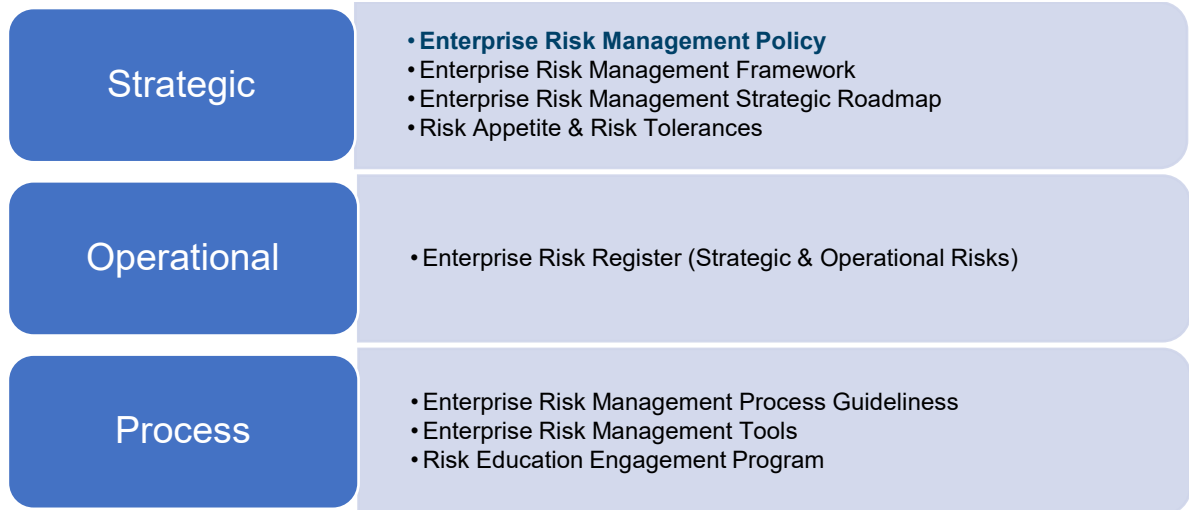 Strategic
• Enterprise Risk Management Policy
• Enterprise Risk Management Framework
• Enterprise Risk Management Strategic Roadmap
• Risk Appetite & Risk Tolerances
Operational
• Enterprise Risk Register (Strategic & Operational Risks)
Process
• Enterprise Risk Management Process Guideliness
• Enterprise Risk Management Tools
• Risk Education Engagement Program